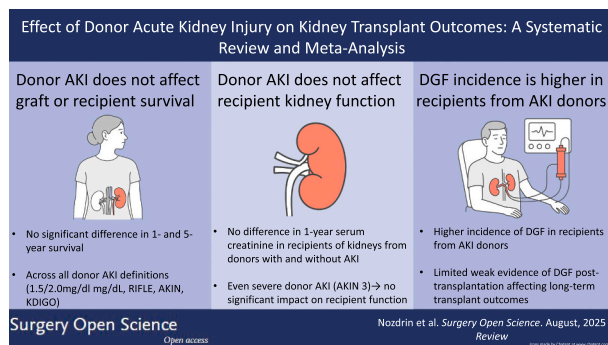 Effect of Donor Acute Kidney Injury on Kidney Transplant Outcomes: A Systematic
Review and Meta-Analysis
Donor AKI does not affect
graft or recipient survival
• No significant difference in 1- and 5-
year survival
• Across all donor AKI definitions
(1.5/2.0mg/dl mg/dL, RIFLE, AKIN,
KDIGO)
Donor AKI does not affect
recipient kidney function
• No difference in 1-year serum
creatinine in recipients of kidneys from
donors with and without AKI
• Even severe donor AKI (AKIN 3)→ no
significant impact on recipient function
DGF incidence is higher in
recipients from AKI donors
• Higher incidence of DGF in recipients
from AKI donors
• Limited weak evidence of DGF post-
transplantation affecting long-term
transplant outcomes
Surgery Open Science
Open access
Nozdrin et al. Surgery Open Science. August, 2025
Review